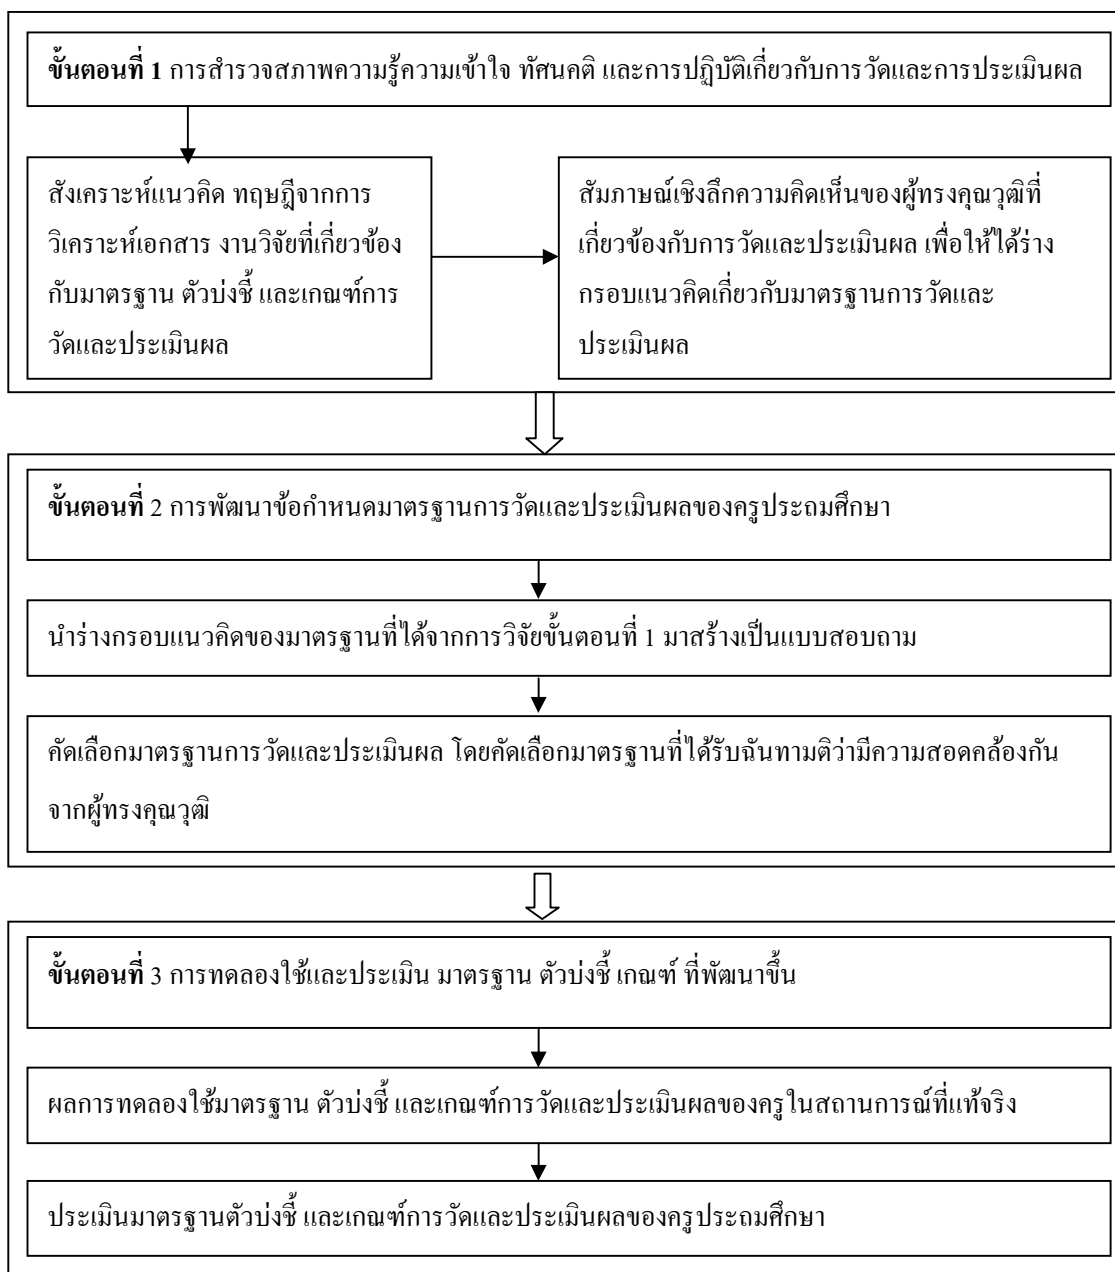 ขั้นตอนที่ 1 การสำรวจสภาพความรู้ความเข้าใจ ทัศนคติ และการปฏิบัติเกี่ยวกับการวัดและการประเมินผล
สังเคราะห์แนวคิด ทฤษฎีจากการ
วิเคราะห์เอกสาร งานวิจัยที่เกี่ยวข้อง
กับมาตรฐาน ตัวบ่งชี้ และเกณฑ์การ
วัดและประเมินผล
สัมภาษณ์เชิงลึกความคิดเห็นของผู้ทรงคุณวุฒิที่
เกี่ยวข้องกับการวัดและประเมินผล เพื่อให้ได้ร่าง
กรอบแนวคิดเกี่ยวกับมาตรฐานการวัดและ
ประเมินผล
ขั้นตอนที่ 2 การพัฒนาข้อกำหนดมาตรฐานการวัดและประเมินผลของครูประถมศึกษา
นำร่างกรอบแนวคิดของมาตรฐานที่ได้จากการวิจัยขั้นตอนที่ 1 มาสร้างเป็นแบบสอบถาม
คัดเลือกมาตรฐานการวัดและประเมินผล โดยคัดเลือกมาตรฐานที่ได้รับฉันทามติว่ามีความสอดคล้องกัน
จากผู้ทรงคุณวุฒิ
ขั้นตอนที่ 3 การทดลองใช้และประเมิน มาตรฐาน ตัวบ่งชี้ เกณฑ์ ที่พัฒนาขึ้น
ผลการทดลองใช้มาตรฐาน ตัวบ่งชี้ และเกณฑ์การวัดและประเมินผลของครูในสถานการณ์ที่แท้จริง
ประเมินมาตรฐานตัวบ่งชี้ และเกณฑ์การวัดและประเมินผลของครูประถมศึกษา